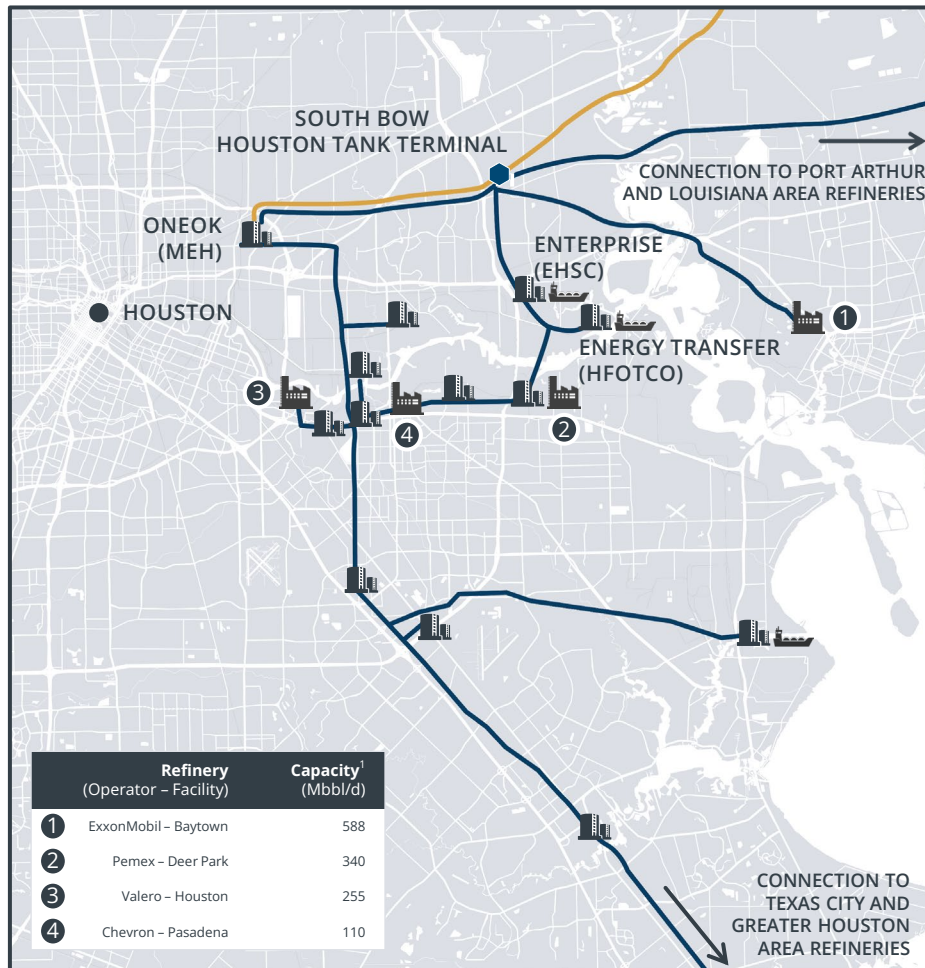 SOUTH BOW
HOUSTON TANK TERMINAL
CONNECTION TO PORT ARTHUR
AND LOUISIANA AREA REFINERIES
ONEOK
(MEH)
ENTERPRISE
(EHSC)
HOUSTON
1
ENERGY TRANSFER
(HFOTCO)
3
4
2
Refinery Capacity¹
(Operator – Facility) (Mbbl/d)
1 ExxonMobil – Baytown 588
2 Pemex – Deer Park 340
3 Valero – Houston 255
4 Chevron – Pasadena 110
CONNECTION TO
TEXAS CITY AND
GREATER HOUSTON
AREA REFINERIES